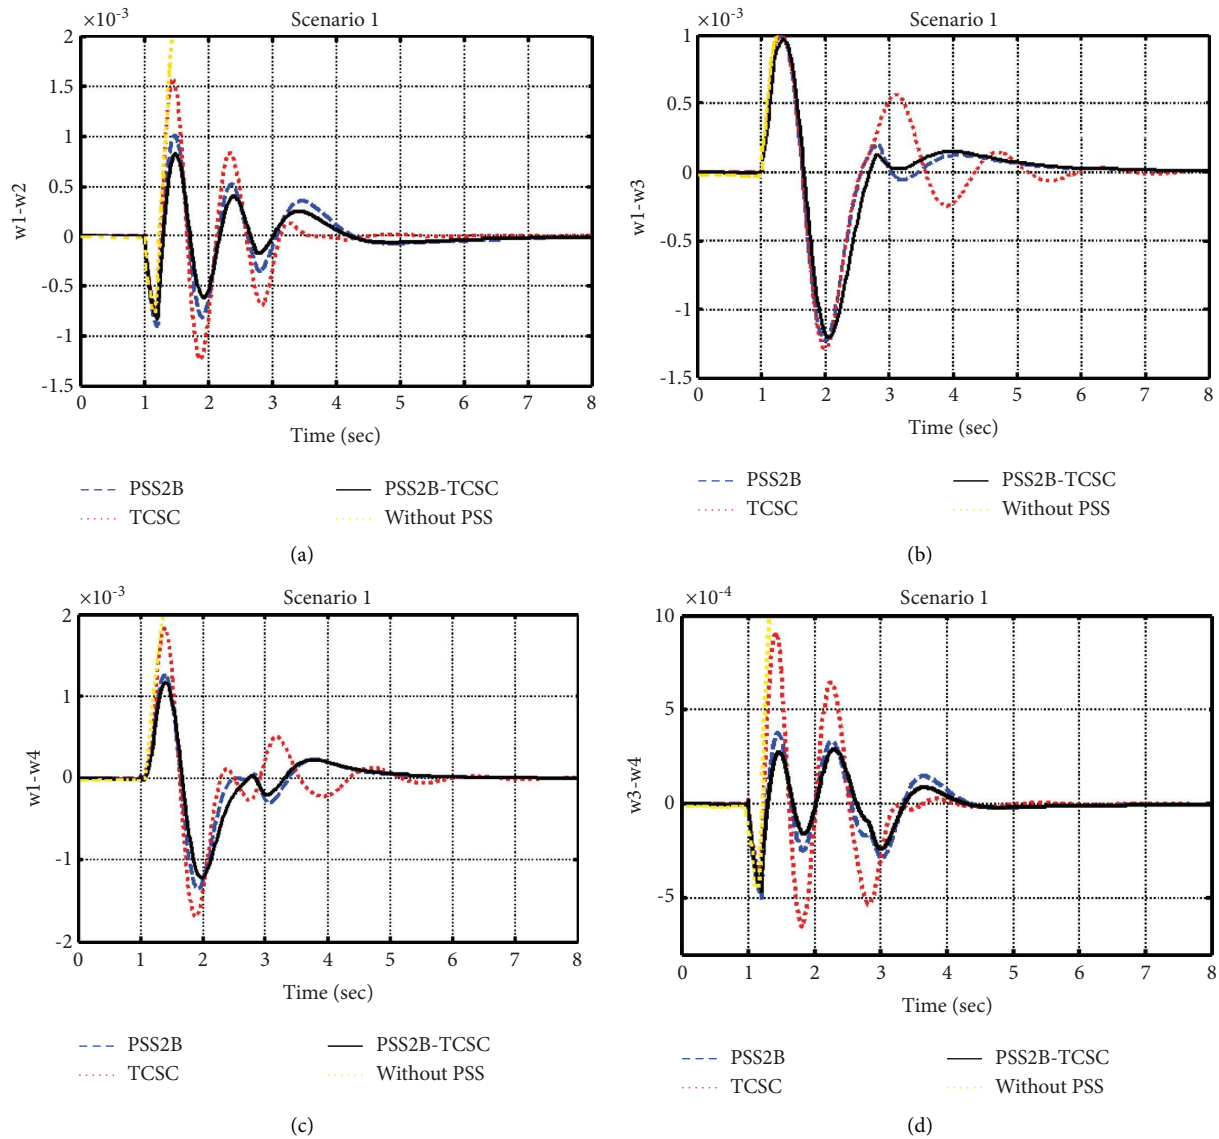 ×10-3 Scenario 1
2
1.5
1
0.5
0
-0.5
-1
-1.5
w1-w2
0 1 2 3 4 5 6 7 8
Time (sec)
PSS2B PSS2B-TCSC
TCSC Without PSS
(a)
×10-3 Scenario 1
1
0.5
0
-0.5
-1
-1.5
w1-w3
0 1 2 3 4 5 6 7 8
Time (sec)
PSS2B PSS2B-TCSC
TCSC Without PSS
(b)
×10-3 Scenario 1
2
1
0
-1
-2
w1-w4
0 1 2 3 4 5 6 7 8
Time (sec)
PSS2B PSS2B-TCSC
TCSC Without PSS
(c)
×10-4 Scenario 1
10
5
0
-5
w3-w4
0 1 2 3 4 5 6 7 8
Time (sec)
PSS2B PSS2B-TCSC
TCSC Without PSS
(d)